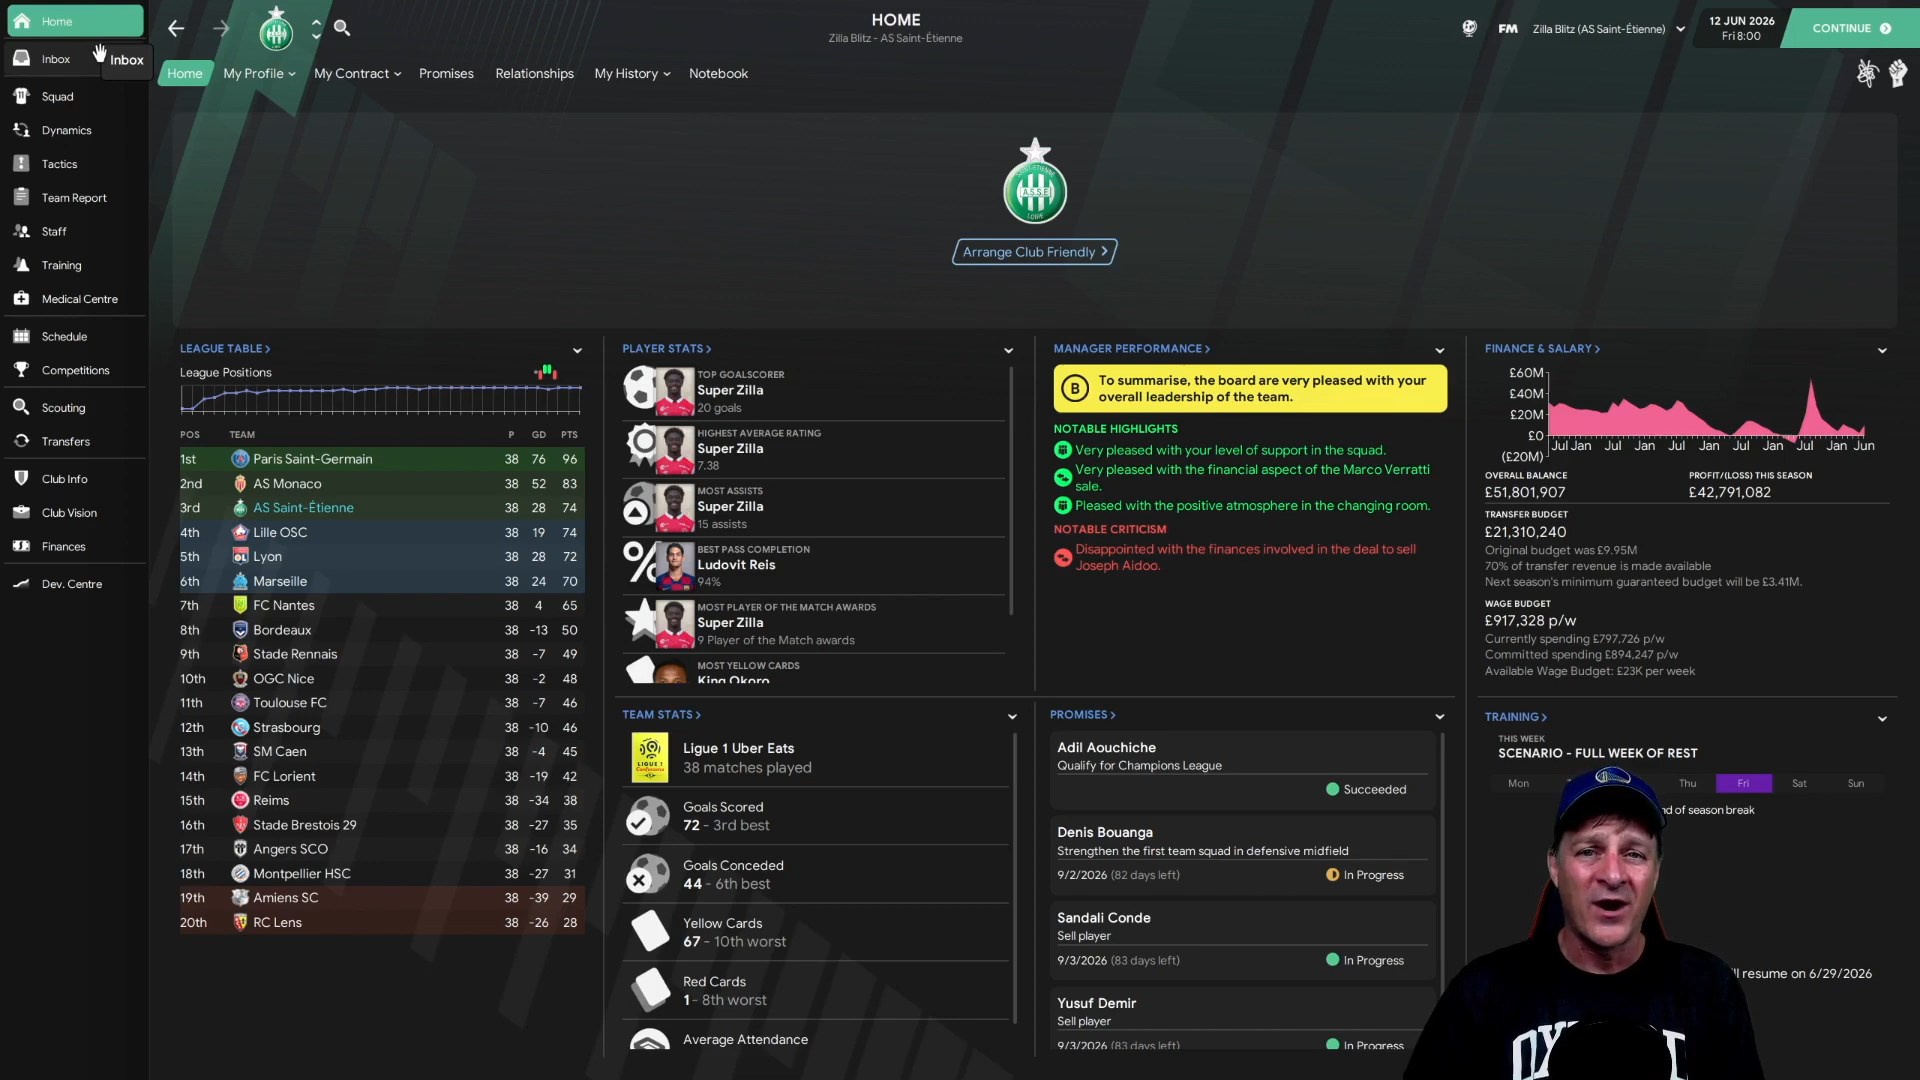 Home
Inbox
Inbox
Squad
Dynamics
Tactics
Team Report
Staff
Training
Medical Centre
Schedule
Competitions
Scouting
Transfers
Club Info
Club Vision
Finances
Dev. Centre
HOME
Zilla Blitz - AS Saint-Étienne
FM
Zilla Blitz (AS Saint-Étienne)
12 JUN 2026
Fri 8:00
CONTINUE
Home
My Profile
My Contract
Promises
Relationships
My History
Notebook
A.S.S.E
LOIRE
Arrange Club Friendly >
LEAGUE TABLE >
League Positions
POS TEAM P GD PTS
1st Paris Saint-Germain 38 76 96
2nd AS Monaco 38 52 83
3rd AS Saint-Étienne 38 28 74
4th Lille OSC 38 19 74
5th Lyon 38 28 72
6th Marseille 38 24 70
7th FC Nantes 38 4 65
8th Bordeaux 38 -13 50
9th Stade Rennais 38 -7 49
10th OGC Nice 38 -2 48
11th Toulouse FC 38 -7 46
12th Strasbourg 38 -10 46
13th SM Caen 38 -4 45
14th FC Lorient 38 -19 42
15th Reims 38 -34 38
16th Stade Brestois 29 38 -27 35
17th Angers SCO 38 -16 34
18th Montpellier HSC 38 -27 31
19th Amiens SC 38 -39 29
20th RC Lens 38 -26 28
PLAYER STATS >
TOP GOALSCORER
Super Zilla
20 goals
HIGHEST AVERAGE RATING
Super Zilla
7.38
MOST ASSISTS
Super Zilla
15 assists
%
BEST PASS COMPLETION
Ludovit Reis
94%
MOST PLAYER OF THE MATCH AWARDS
Super Zilla
9 Player of the Match awards
MOST YELLOW CARDS
King Okoro
TEAM STATS >
LIGUE 1
Ligue 1 Uber Eats
38 matches played
Goals Scored
72 - 3rd best
Goals Conceded
44 - 6th best
Yellow Cards
67 - 10th worst
Red Cards
1 - 8th worst
Average Attendance
MANAGER PERFORMANCE >
B
To summarise, the board are very pleased with your
overall leadership of the team.
NOTABLE HIGHLIGHTS
Very pleased with your level of support in the squad.
Very pleased with the financial aspect of the Marco Verratti
sale.
Pleased with the positive atmosphere in the changing room.
NOTABLE CRITICISM
Disappointed with the finances involved in the deal to sell
Joseph Aidoo.
PROMISES >
Adil Aouchiche
Qualify for Champions League
Succeeded
Denis Bouanga
Strengthen the first team squad in defensive midfield
9/2/2026 (82 days left) In Progress
Sandali Conde
Sell player
9/3/2026 (83 days left) In Progress
Yusuf Demir
Sell player
9/3/2026 (83 days left) In Progress
FINANCE & SALARY >
£60M
£40M
£20M
£0
(£20M)
Jul Jan Jul Jan Jul Jan Jul Jan Jul Jan Jun
OVERALL BALANCE
£51,801,907
PROFIT/(LOSS) THIS SEASON
£42,791,082
TRANSFER BUDGET
£21,310,240
Original budget was £9.95M
70% of transfer revenue is made available
Next season's minimum guaranteed budget will be £3.41M.
WAGE BUDGET
£917,328 p/w
Currently spending £797,726 p/w
Committed spending £894,247 p/w
Available Wage Budget: £23K per week
TRAINING >
THIS WEEK
SCENARIO - FULL WEEK OF REST
Mon Thu Fri Sat Sun
of season break
resume on 6/29/2026